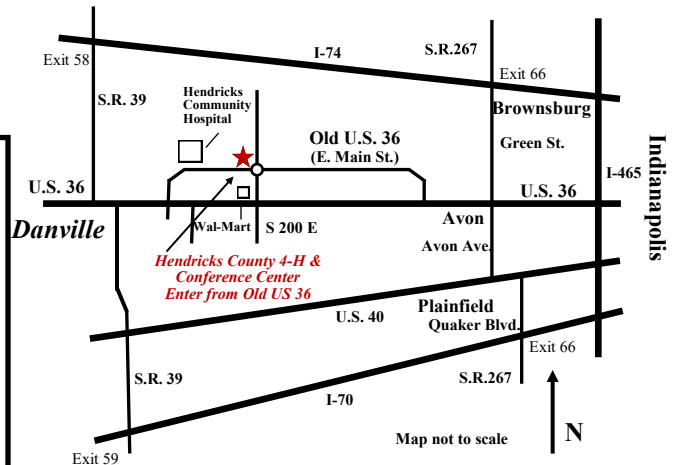 S.R.267
I-74
Exit 58
Exit 66
S.R. 39
Hendricks
Community
Hospital
Brownsburg
Old U.S. 36
(E. Main St.)
Green St.
Indianapolis
I-465
U.S. 36
U.S. 36
Danville
Wal-Mart
S 200 E
Avon
Avon Ave.
Hendricks County 4-H &
Conference Center
Enter from Old US 36
Plainfield
U.S. 40
Quaker Blvd.
Exit 66
S.R. 39
S.R.267
I-70
N
Map not to scale
Exit 59